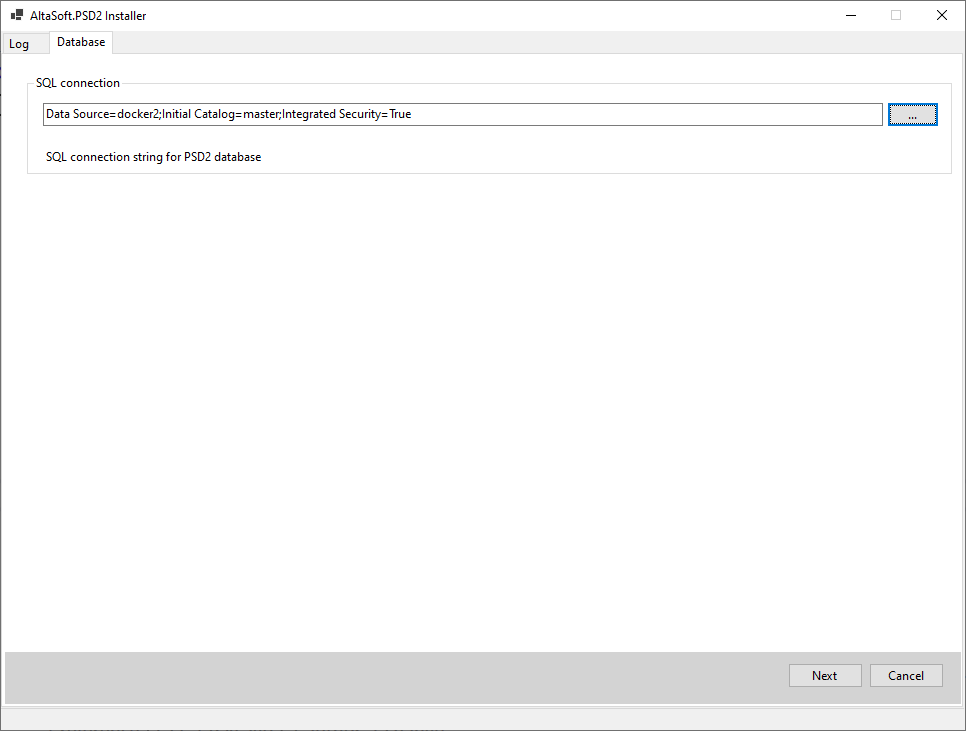 AltaSoft.PSD2 Installer
Log
Database
SQL connection
Data Source=docker2;Initial Catalog=master;Integrated Security=True
...
SQL connection string for PSD2 database
Next
Cancel